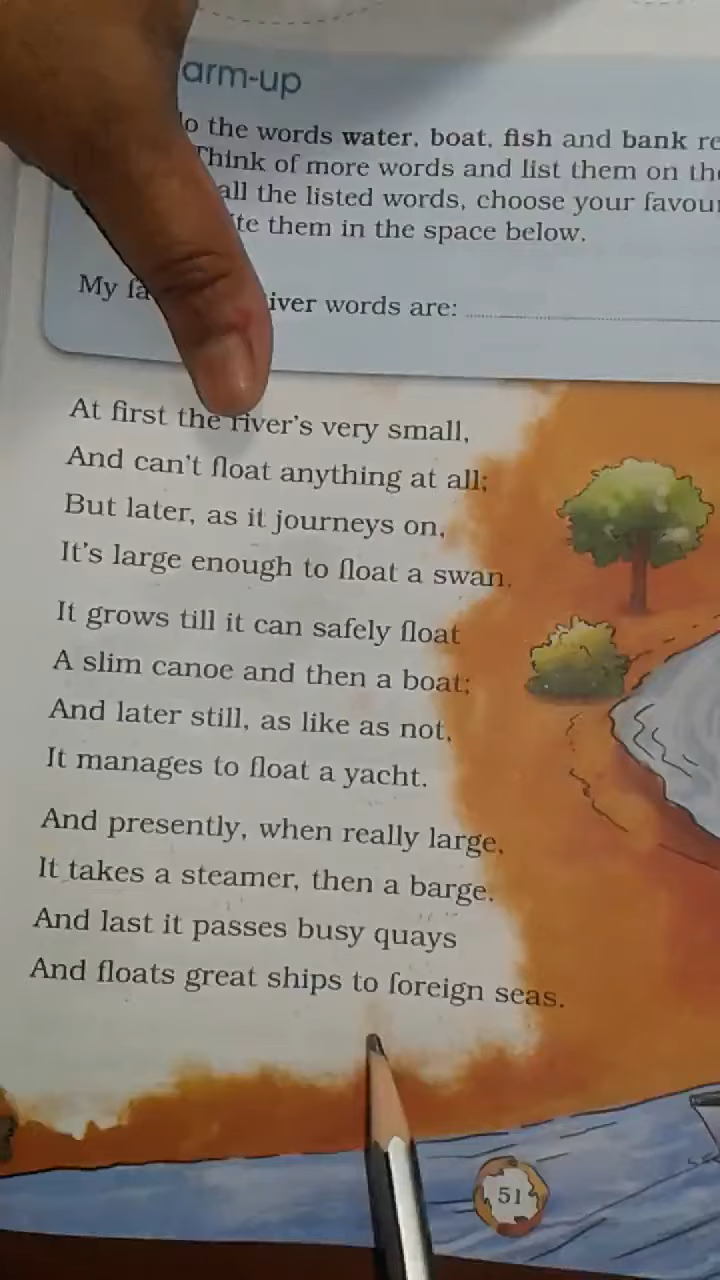 arm-up
o the words water, boat, fish and bank re
Think of more words and list them on the
all the listed words, choose your favou
te them in the space below.
My fa iver words are:
At first the river's very small,
And can't float anything at all;
But later, as it journeys on,
It's large enough to float a swan.
It grows till it can safely float
A slim canoe and then a boat;
And later still, as like as not,
It manages to float a yacht.
And presently, when really large,
It takes a steamer, then a barge.
And last it passes busy quays
And floats great ships to foreign seas.
51